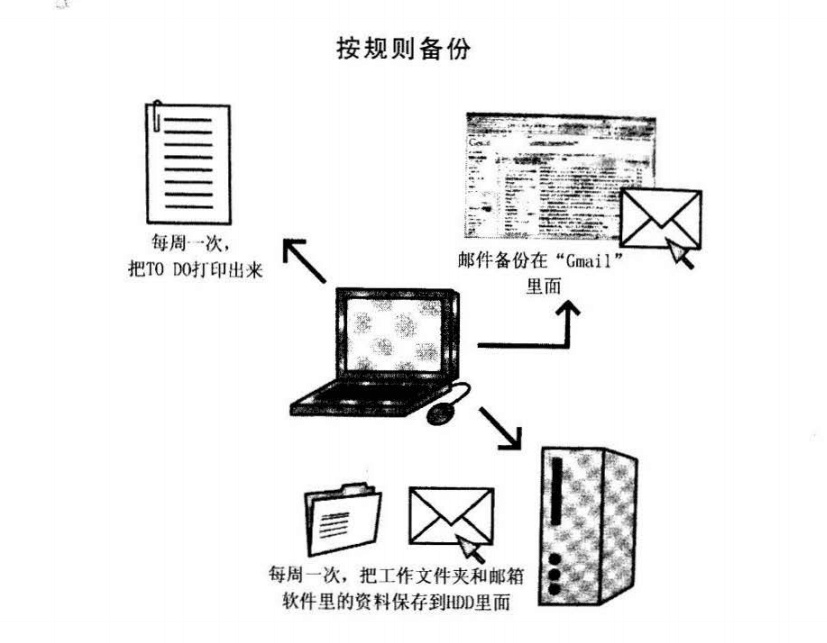 按规则备份
每周一次，
把TO DO打印出来
邮件备份在“Gmail”
里面
每周一次，把工作文件夹和邮箱
软件里的资料保存到HDD里面